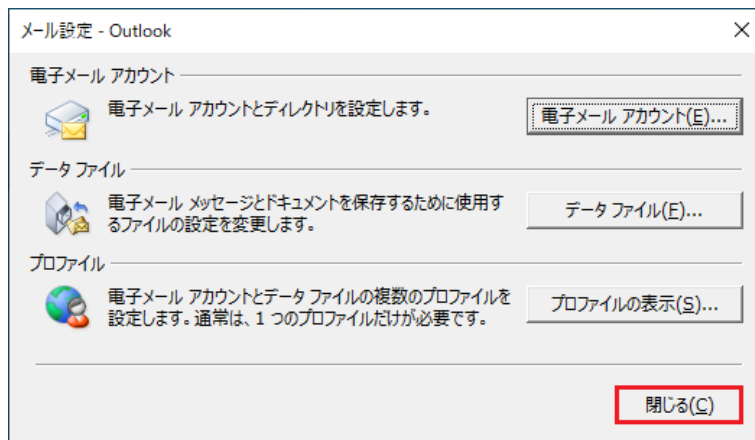 メール設定 - Outlook
電子メール アカウント
電子メール アカウントとディレクトリを設定します。
電子メール アカウント(E)...
データ ファイル
電子メール メッセージとドキュメントを保存するために使用す
るファイルの設定を変更します。
データ ファイル(F)...
プロファイル
電子メール アカウントとデータ ファイルの複数のプロファイルを
設定します。通常は、1 つのプロファイルだけが必要です。
プロファイルの表示(S)...
閉じる(C)